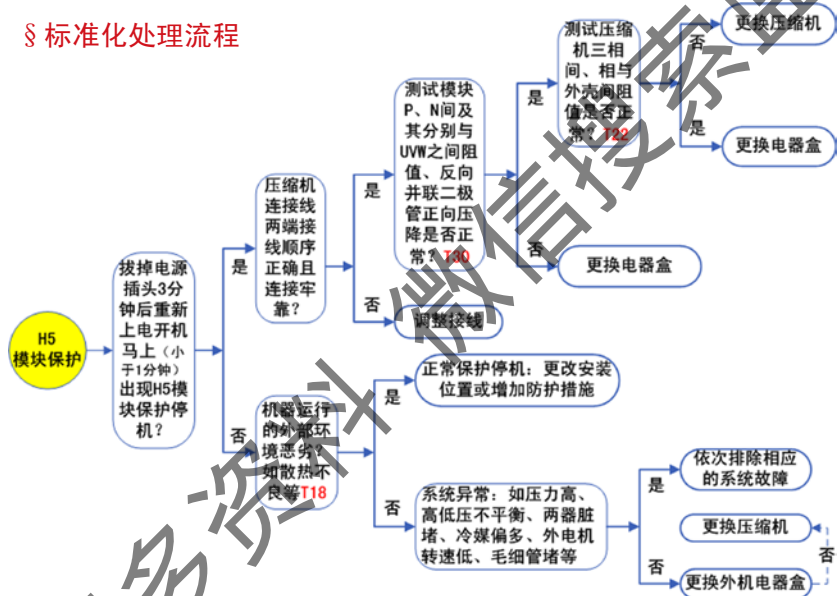 §标准化处理流程
H5
模块保护
拔掉电源
插头3分
钟后重新
上电开机
马上（小
于1分钟）
出现H5模
块保护停
机？
是
否
压缩机
连接线
两端接
线顺序
正确且
连接牢
靠？
是
否
测试模块
P、N间及
其分别与
UVW之间阻
值、反向
并联二极
管正向压
降是否正
常？T30
调整接线
是
否
测试压缩
机三相
间、相与
外壳间阻
值是否正
常？T22
更换电器盒
否
是
更换压缩机
更换电器盒
机器运行
的外部环
境恶劣？
如散热不
良等T18
是
否
正常保护停机：更改安装
位置或增加防护措施
系统异常：如压力高、
高低压不平衡、两器脏
堵、冷媒偏多、外电机
转速低、毛细管堵等
是
否
依次排除相应
的系统故障
更换压缩机
否
更换外机电器盒
多资料 微信搜索